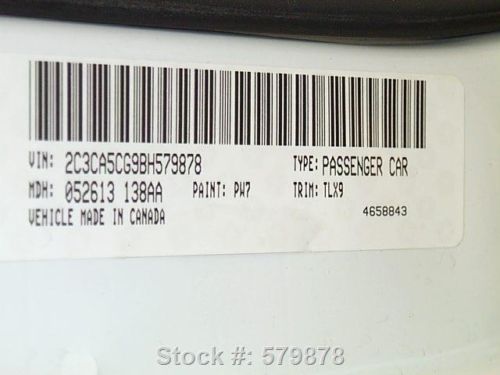 VIN: 2C3CA5CG9BH579878 TYPE: PASSENGER CAR
MDH: 052613 138AA PAINT: PW7 TRIM: TLX9
VEHICLE MADE IN CANADA 4658843
Stock #: 579878